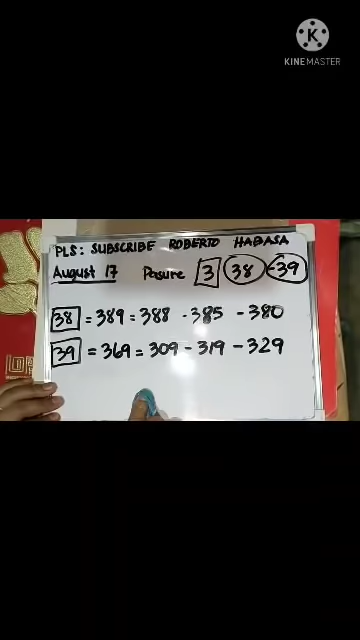 K
KINEMASTER
PLS: SUBSCRIBE ROBERTO HABASA
August 17 Pasure 3 38 -39
38 = 389 = 388 - 385 - 380
39 = 369 = 309 - 319 - 329